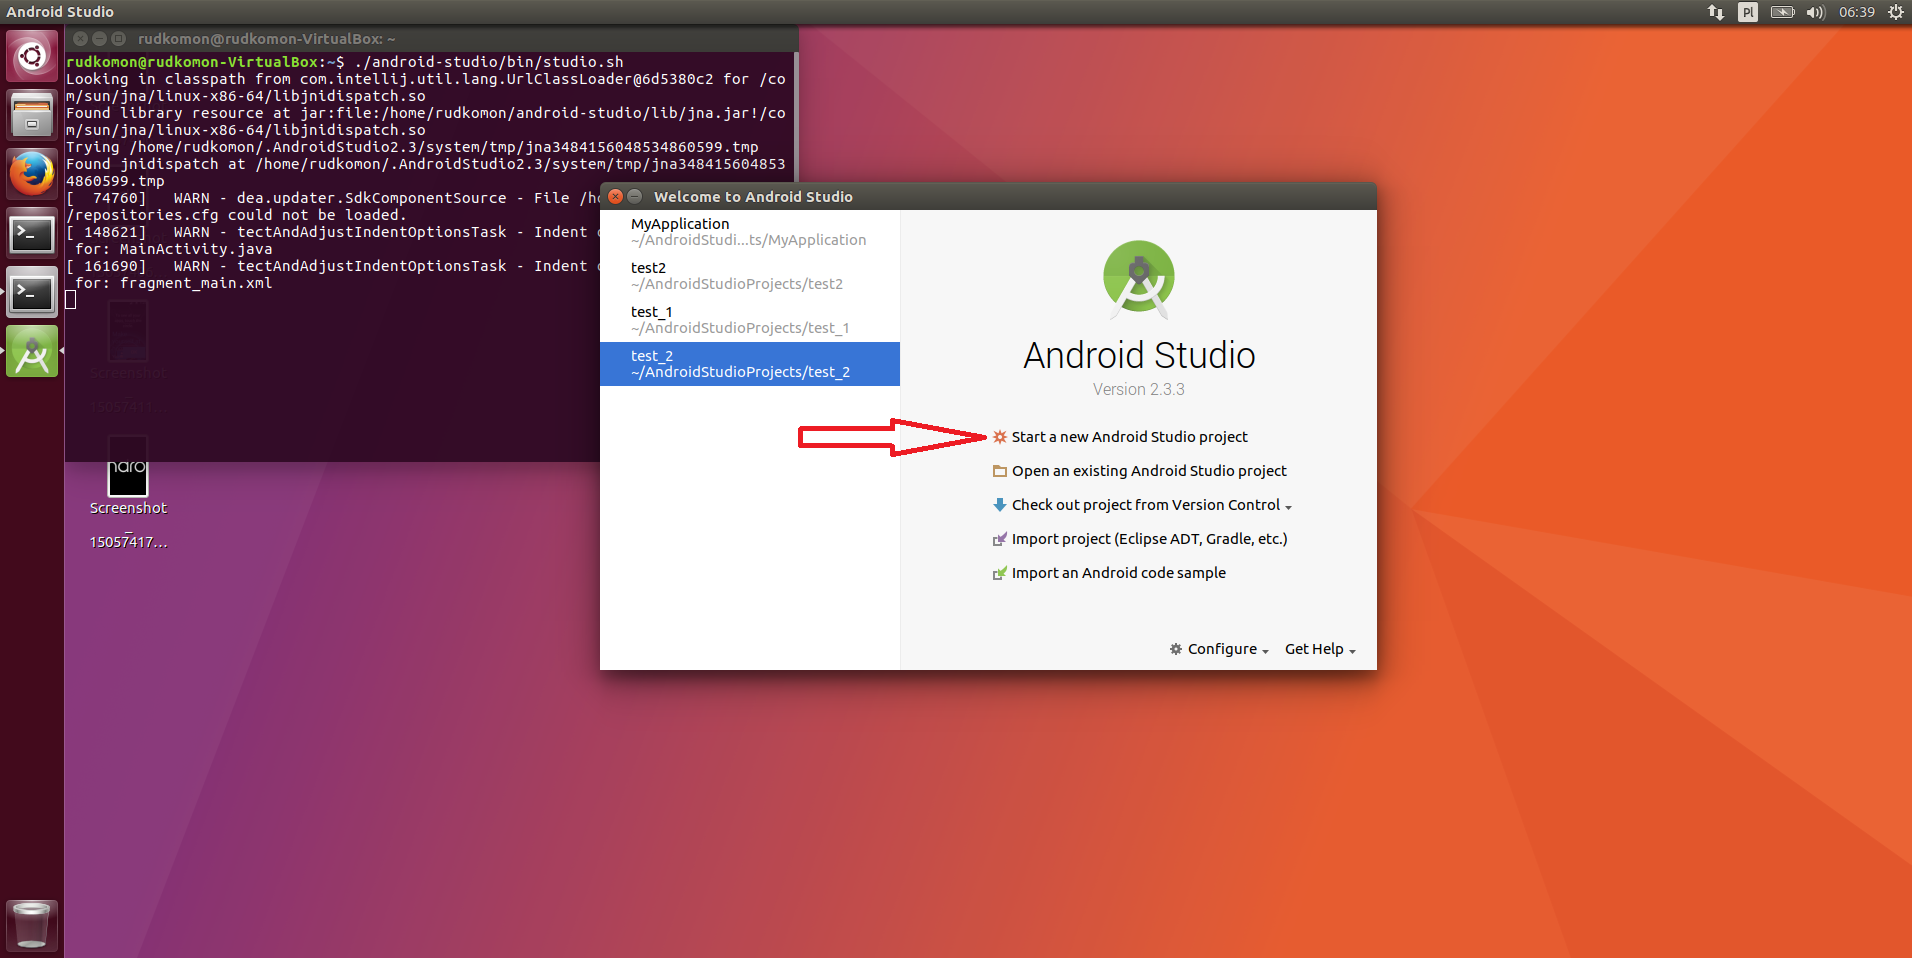 Android Studio
Pl
06:39
rudkomon@rudkomon-VirtualBox: ~
rudkomon@rudkomon-VirtualBox:~$ ./android-studio/bin/studio.sh
Looking in classpath from com.intellij.util.lang.UrlClassLoader@6d5380c2 for /co
m/sun/jna/linux-x86-64/libjnidispatch.so
Found library resource at jar:file:/home/rudkomon/android-studio/lib/jna.jar!/co
m/sun/jna/linux-x86-64/libjnidispatch.so
Trying /home/rudkomon/.AndroidStudio2.3/system/tmp/jna3484156048534860599.tmp
Found jnidispatch at /home/rudkomon/.AndroidStudio2.3/system/tmp/jna348415604853
4860599.tmp
[  74760]   WARN - dea.updater.SdkComponentSource - File /ho
/repositories.cfg could not be loaded.
[ 148621]   WARN - tectAndAdjustIndentOptionsTask - Indent
 for: MainActivity.java
[ 161690]   WARN - tectAndAdjustIndentOptionsTask - Indent
 for: fragment_main.xml
Screenshot
15057411...
Screenshot
_
15057417...
Welcome to Android Studio
MyApplication
~/AndroidStudi...ts/MyApplication
test2
~/AndroidStudioProjects/test2
test_1
~/AndroidStudioProjects/test_1
test_2
~/AndroidStudioProjects/test_2
Android Studio
Version 2.3.3
Start a new Android Studio project
Open an existing Android Studio project
Check out project from Version Control
Import project (Eclipse ADT, Gradle, etc.)
Import an Android code sample
Configure
Get Help